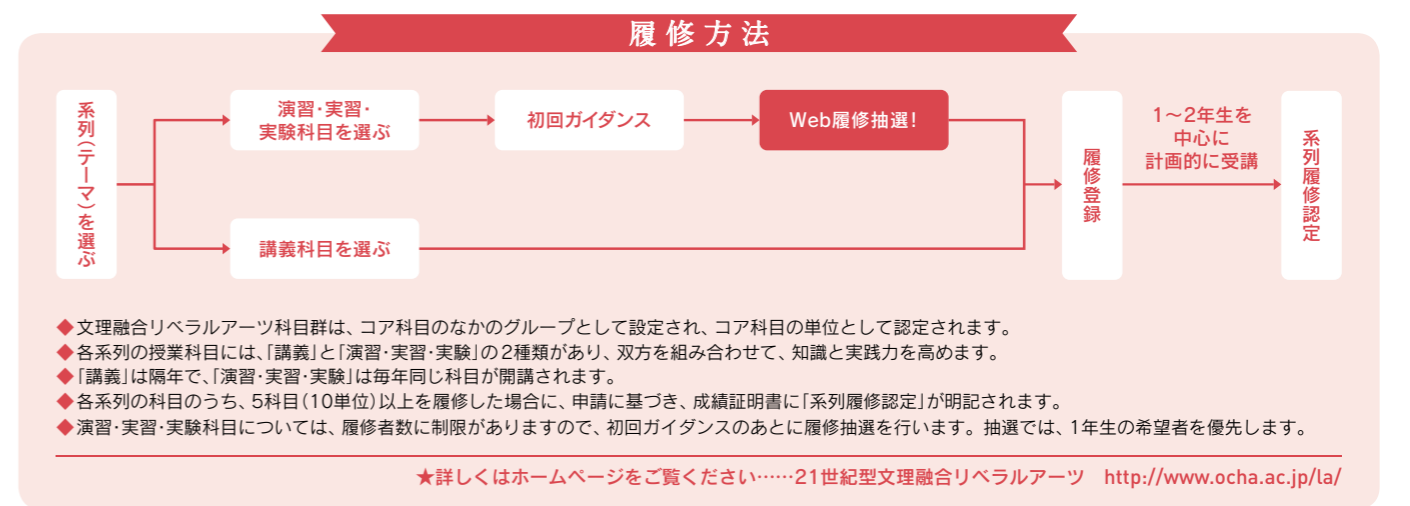 履修方法
系列(テーマ)を選ぶ
演習・実習・
実験科目を選ぶ
初回ガイダンス
Web履修抽選!
講義科目を選ぶ
履修登録
1〜2年生を
中心に
計画的に受講
系列履修認定
◆文理融合リベラルアーツ科目群は、コア科目のなかのグループとして設定され、コア科目の単位として認定されます。
◆各系列の授業科目には、「講義」と「演習・実習・実験」の2種類があり、双方を組み合わせて、知識と実践力を高めます。
◆「講義」は隔年で、「演習・実習・実験」は毎年同じ科目が開講されます。
◆各系列の科目のうち、5科目(10単位)以上を履修した場合に、申請に基づき、成績証明書に「系列履修認定」が明記されます。
◆演習・実習・実験科目については、履修者数に制限がありますので、初回ガイダンスのあとに履修抽選を行います。抽選では、1年生の希望者を優先します。
★詳しくはホームページをご覧ください……21世紀型文理融合リベラルアーツ http://www.ocha.ac.jp/la/